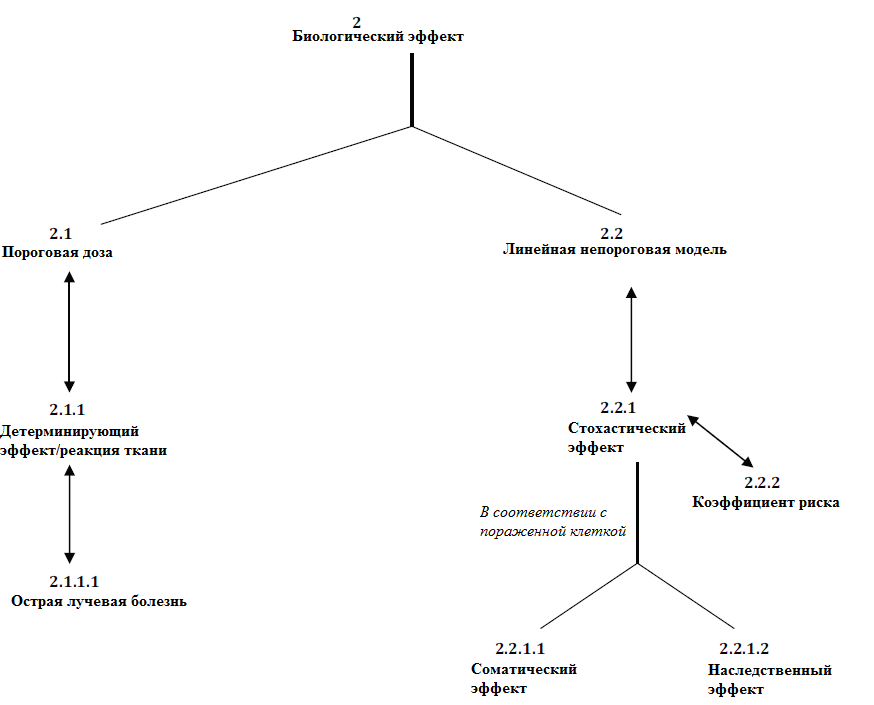 2
Биологический эффект
2.1
Пороговая доза
2.2
Линейная непороговая модель
2.1.1
Детерминирующий
эффект/реакция ткани
2.2.1
Стохастический
эффект
2.2.2
Коэффициент риска
В соответствии с
пораженной клеткой
2.1.1.1
Острая лучевая болезнь
2.2.1.1
Соматический
эффект
2.2.1.2
Наследственный
эффект